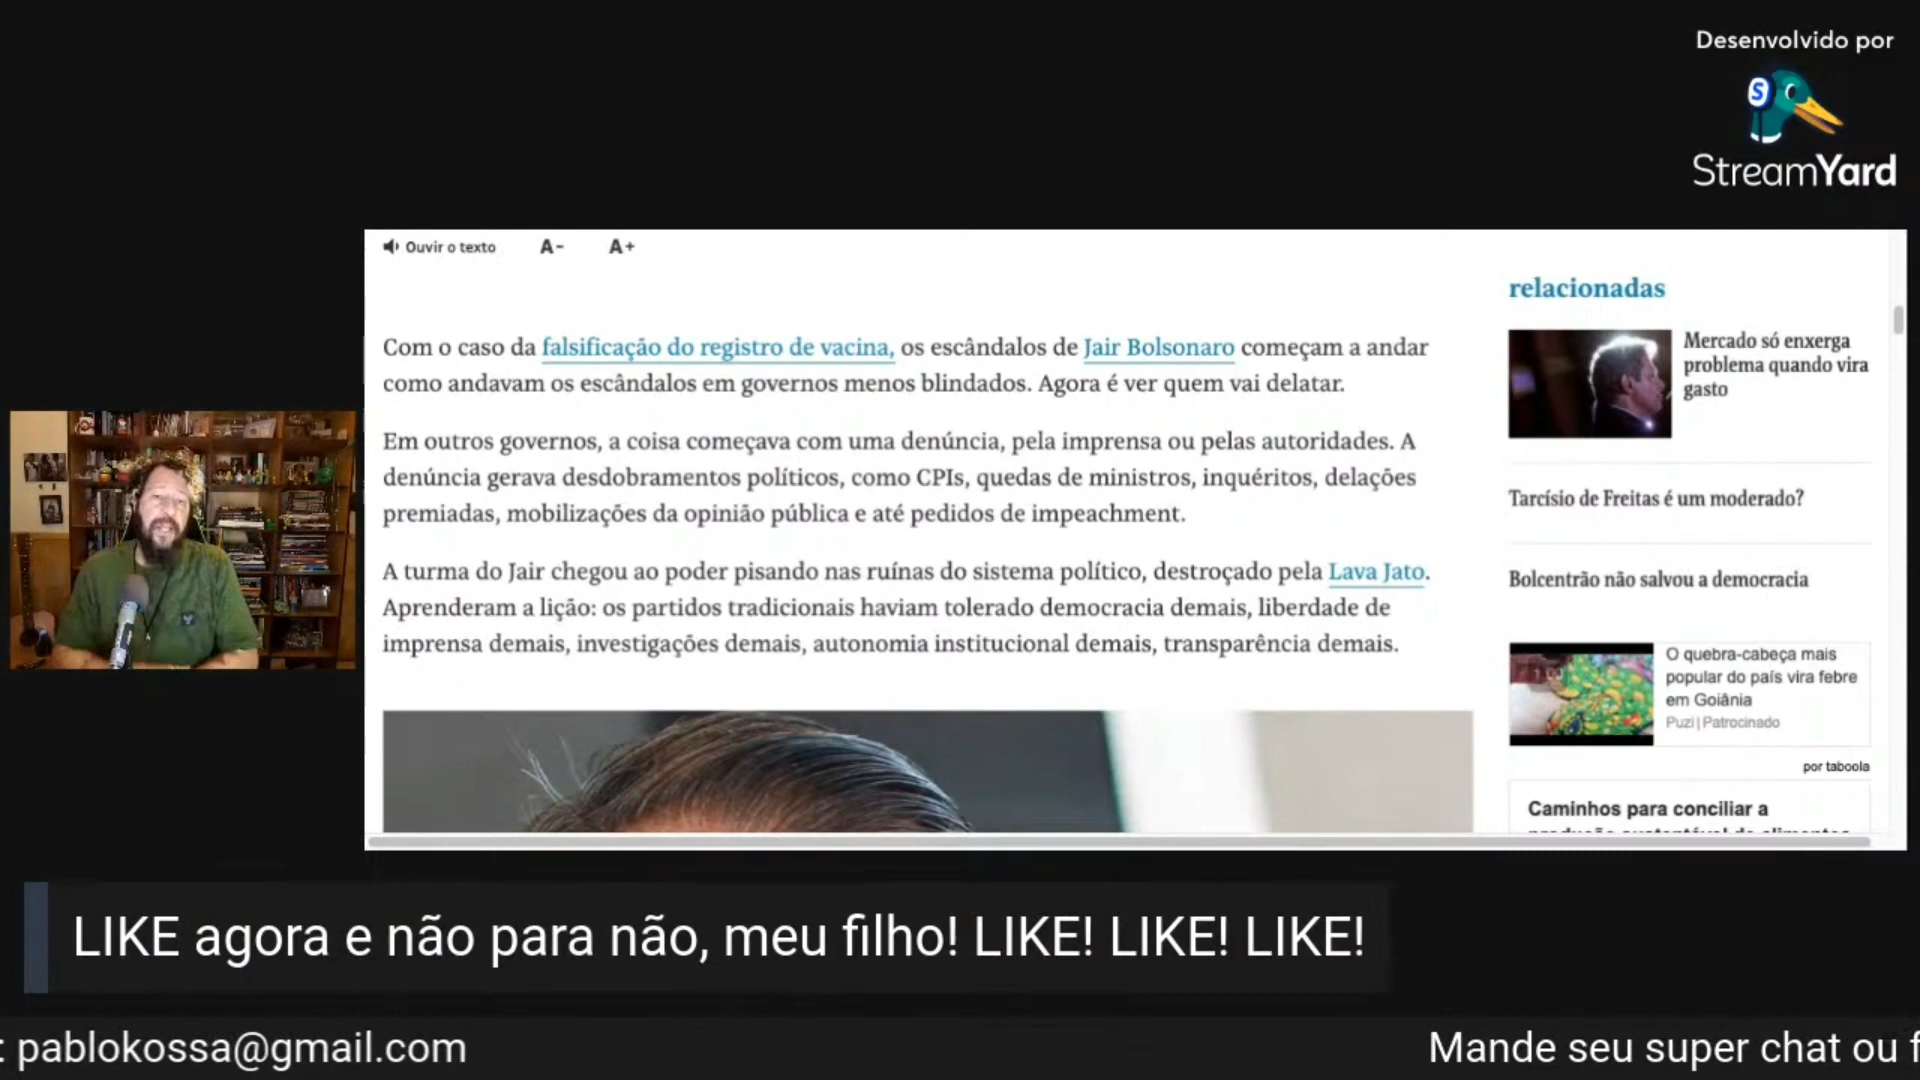 Desenvolvido por
StreamYard
Ouvir o texto A- A+
Com o caso da falsificação do registro de vacina, os escândalos de Jair Bolsonaro começam a andar
como andavam os escândalos em governos menos blindados. Agora é ver quem vai delatar.
Em outros governos, a coisa começava com uma denúncia, pela imprensa ou pelas autoridades. A
denúncia gerava desdobramentos políticos, como CPIs, quedas de ministros, inquéritos, delações
premiadas, mobilizações da opinião pública e até pedidos de impeachment.
A turma do Jair chegou ao poder pisando nas ruínas do sistema político, destroçado pela Lava Jato.
Aprenderam a lição: os partidos tradicionais haviam tolerado democracia demais, liberdade de
imprensa demais, investigações demais, autonomia institucional demais, transparência demais.
relacionadas
Mercado só enxerga
problema quando vira
gasto
Tarcísio de Freitas é um moderado?
Bolcentrão não salvou a democracia
O quebra-cabeça mais
popular do país vira febre
em Goiânia
Puzi | Patrocinado
por taboola
Caminhos para conciliar a
LIKE agora e não para não, meu filho! LIKE! LIKE! LIKE!
: pablokossa@gmail.com
Mande seu super chat ou f